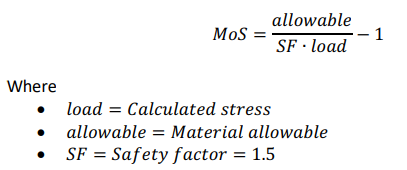 MoS = allowable / SF · load − 1
Where
• load = Calculated stress
• allowable = Material allowable
• SF = Safety factor = 1.5